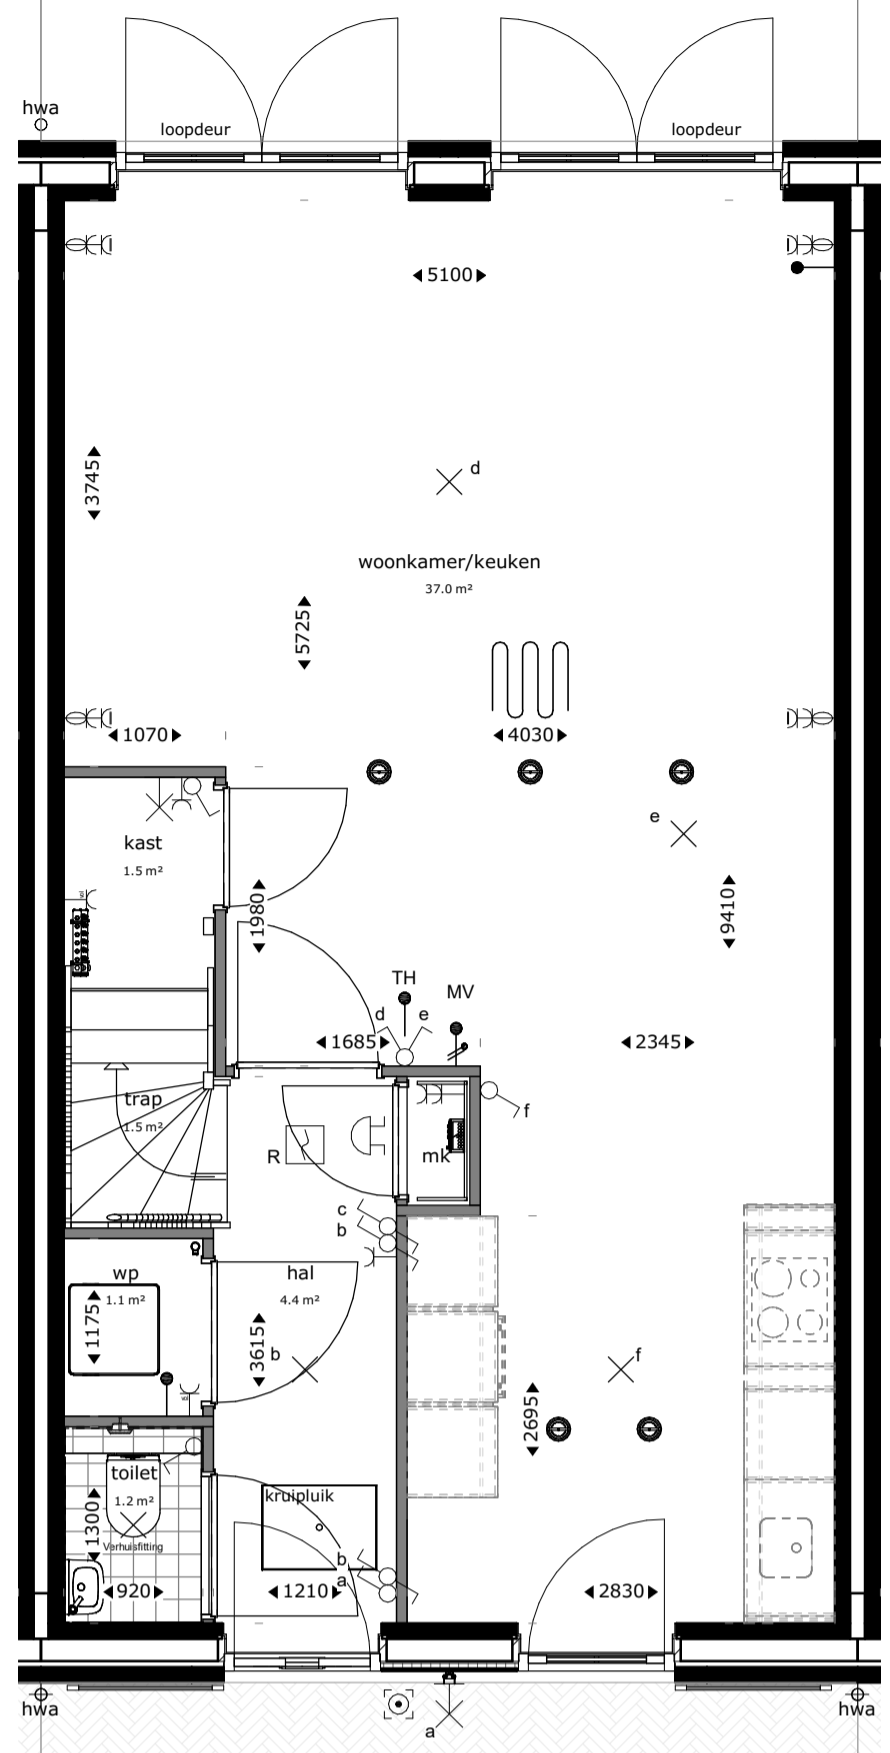 hwa
loopdeur
loopdeur
5100
3745
d
woonkamer/keuken
37.0 m²
5725
1070
4030
e
kast
1.5 m²
1980
9410
TH
MV
d
e
1685
2345
trap
1.5 m²
f
R
mk
c
b
wp
1.1 m²
hal
4.4 m²
1175
3615
b
f
2695
toilet
1.2 m²
kruipluik
1300
Verhuisfitting
b
a
920
1210
2830
hwa
hwa
a